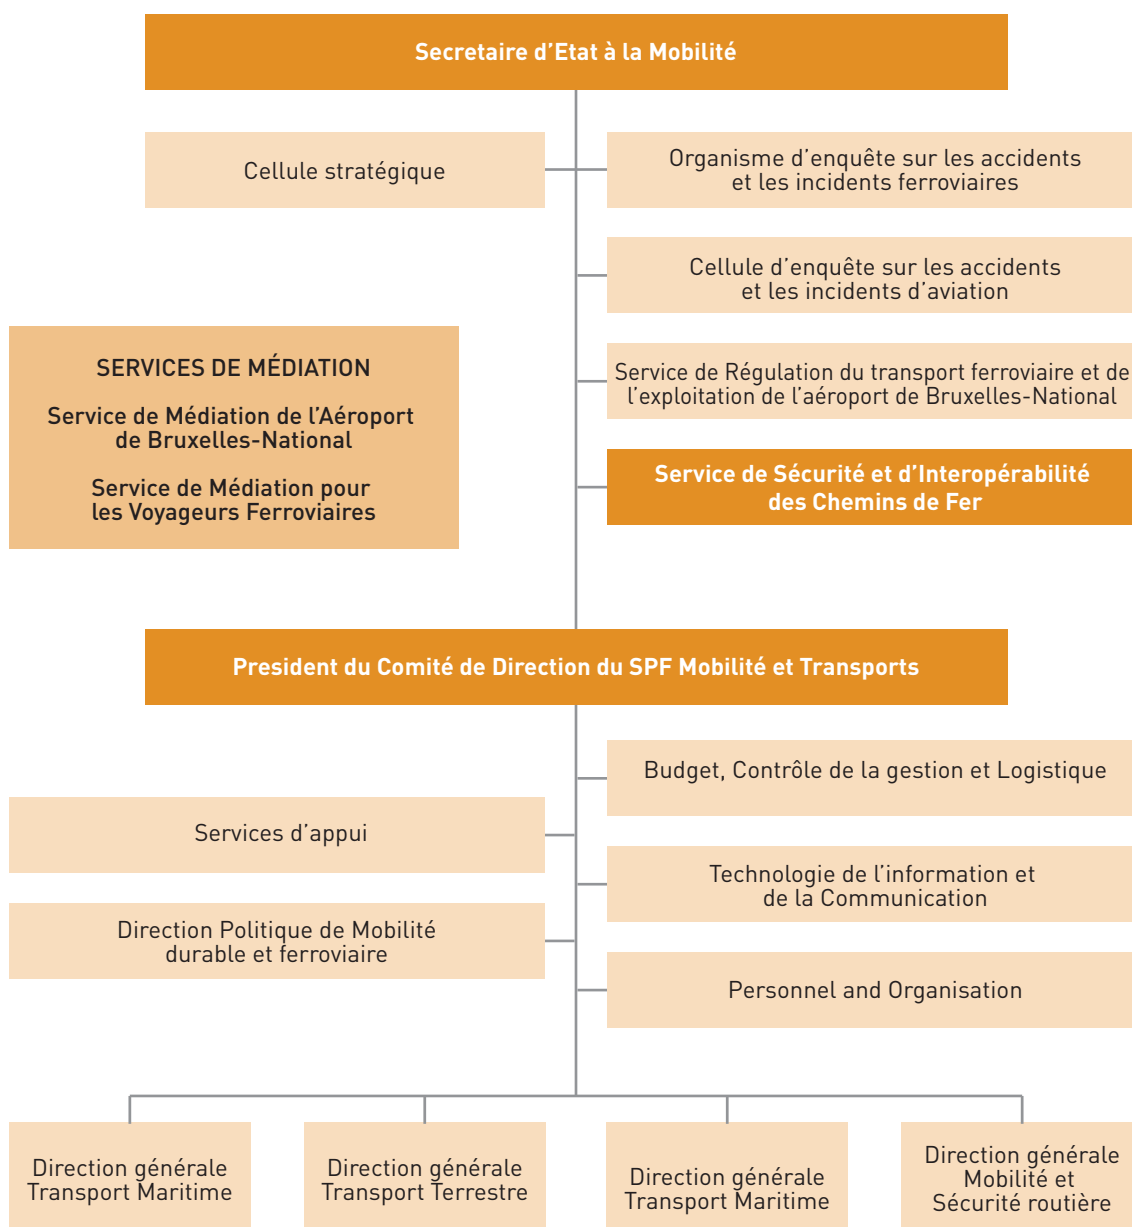 Secretaire d'Etat à la Mobilité
Cellule stratégique
Organisme d'enquête sur les accidents
et les incidents ferroviaires
Cellule d'enquête sur les accidents
et les incidents d'aviation
SERVICES DE MÉDIATION
Service de Médiation de l'Aéroport
de Bruxelles-National
Service de Médiation pour
les Voyageurs Ferroviaires
Service de Régulation du transport ferroviaire et de
l'exploitation de l'aéroport de Bruxelles-National
Service de Sécurité et d'Interopérabilité
des Chemins de Fer
President du Comité de Direction du SPF Mobilité et Transports
Budget, Contrôle de la gestion et Logistique
Services d'appui
Technologie de l'information et
de la Communication
Direction Politique de Mobilité
durable et ferroviaire
Personnel and Organisation
Direction générale
Transport Maritime
Direction générale
Transport Terrestre
Direction générale
Transport Maritime
Direction générale
Mobilité et
Sécurité routière